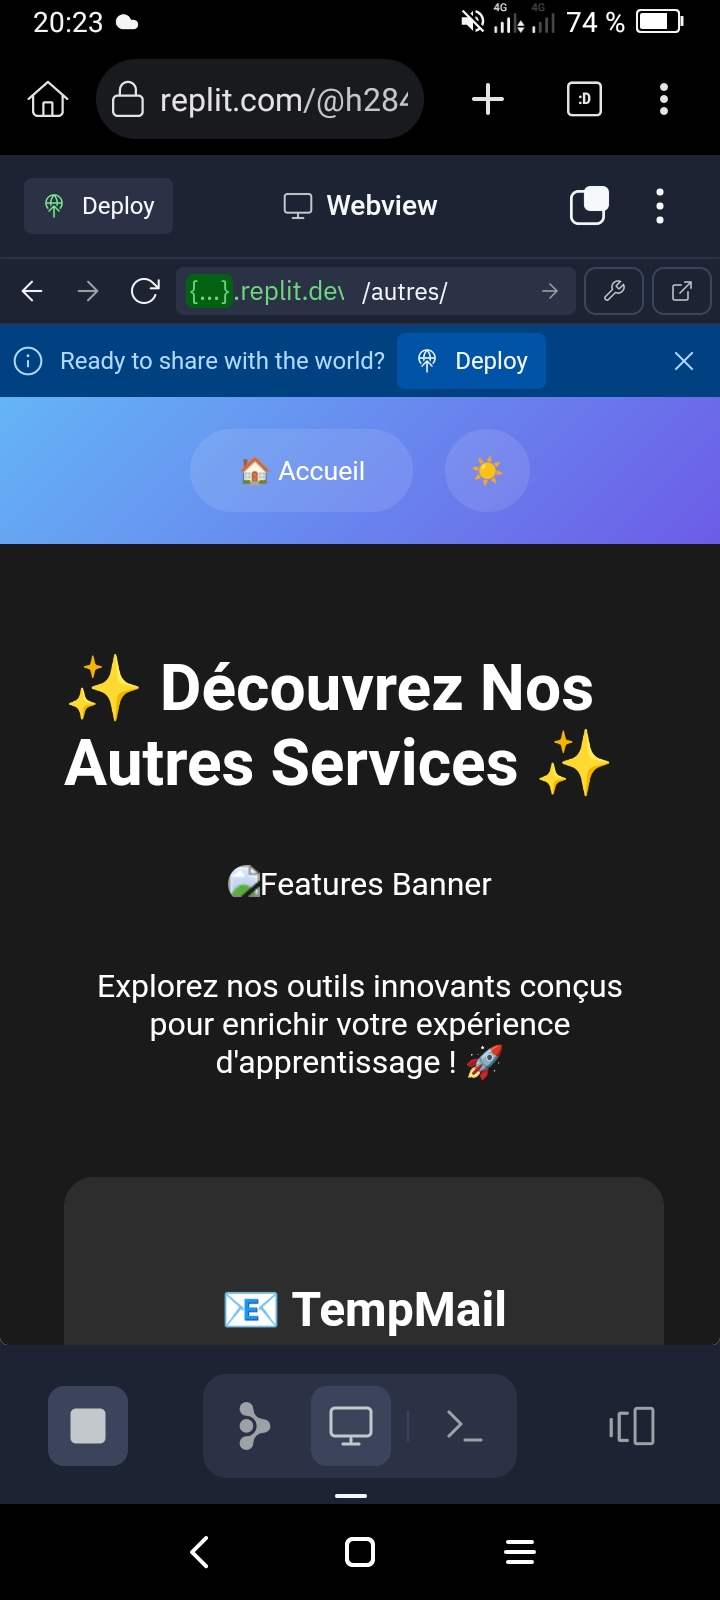 20:23
4G 4G 74 %
replit.com/@h284
:D
Deploy
Webview
{...}.replit.dev /autres/
Ready to share with the world?
Deploy
🏠 Accueil
☀️
✨ Découvrez Nos
Autres Services ✨
Features Banner
Explorez nos outils innovants conçus
pour enrichir votre expérience
d'apprentissage ! 🚀
📧 TempMail